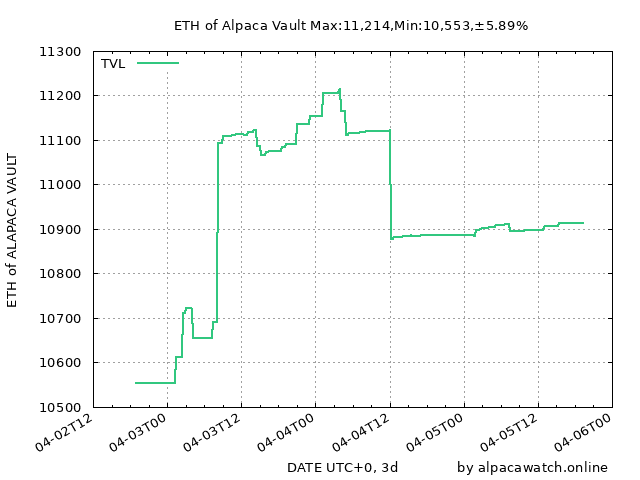 ETH of Alpaca Vault Max:11,214,Min:10,553,±5.89%
TVL
11300
11200
11100
11000
10900
10800
10700
10600
10500
ETH of ALAPACA VAULT
04-02T12
04-03T00
04-03T12
04-04T00
04-04T12
04-05T00
04-05T12
04-06T00
DATE UTC+0, 3d
by alpacawatch.online